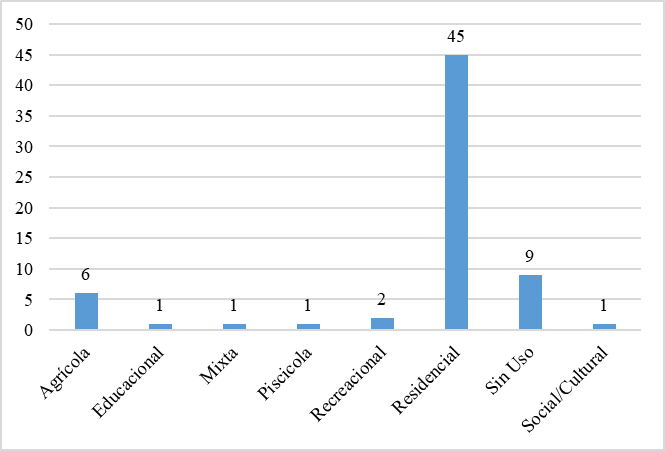 50
45
40
35
30
25
20
15
10
5
0
6
1
1
1
2
45
9
1
Agrícola
Educacional
Mixta
Piscicola
Recreacional
Residencial
Sin Uso
Social/Cultural